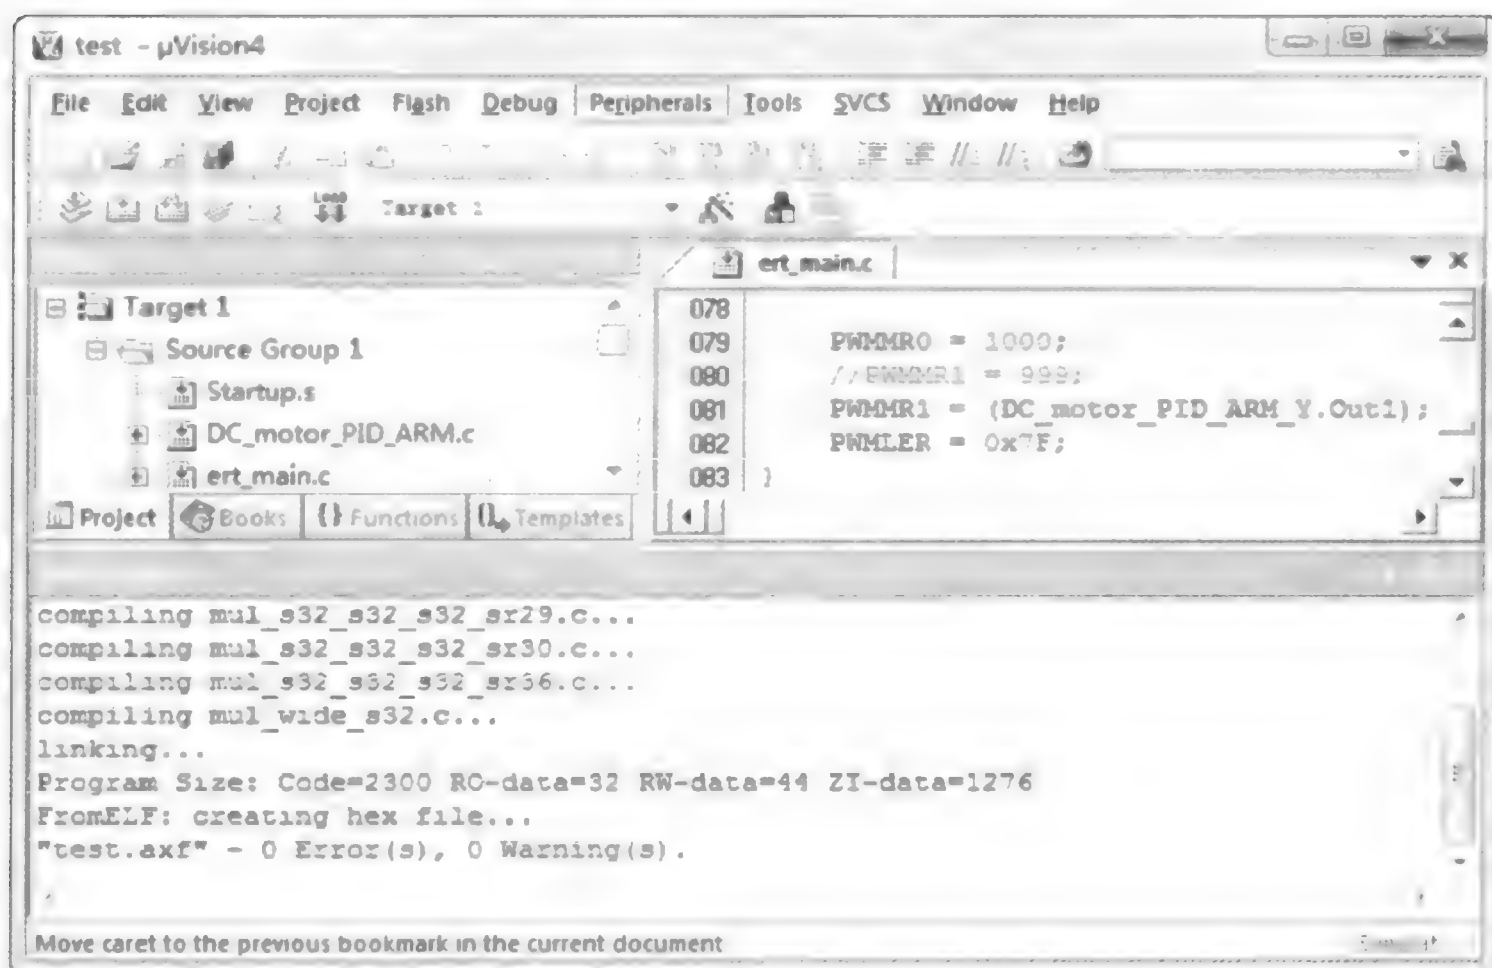 test - µVision4
File Edit View Project Flash Debug Peripherals Tools SVCS Window Help
LOAD Target 1
ert_main.c
Target 1
Source Group 1
Startup.s
DC_motor_PID_ARM.c
ert_main.c
Project Books {} Functions Templates
078
079 PWMMR0 = 1000;
080 //PWMMR1 = 999;
081 PWMMR1 = (DC_motor_PID_ARM_Y.Out1);
082 PWMLER = 0x7F;
083 }
compiling mul_s32_s32_s32_sr29.c...
compiling mul_s32_s32_s32_sr30.c...
compiling mul_s32_s32_s32_sr36.c...
compiling mul_wide_s32.c...
linking...
Program Size: Code=2300 RO-data=32 RW-data=44 ZI-data=1276
FromELF: creating hex file...
"test.axf" - 0 Error(s), 0 Warning(s).
Move caret to the previous bookmark in the current document